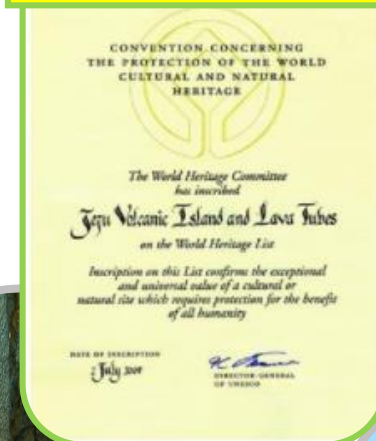 CONVENTION CONCERNING
THE PROTECTION OF THE WORLD
CULTURAL AND NATURAL
HERITAGE
The World Heritage Committee
has inscribed
Jeju Volcanic Island and Lava Tubes
on the World Heritage List
Inscription on this List confirms the exceptional
and universal value of a cultural or
natural site which requires protection for the benefit
of all humanity
DATE OF INSCRIPTION
July
DIRECTOR-GENERAL
OF UNESCO